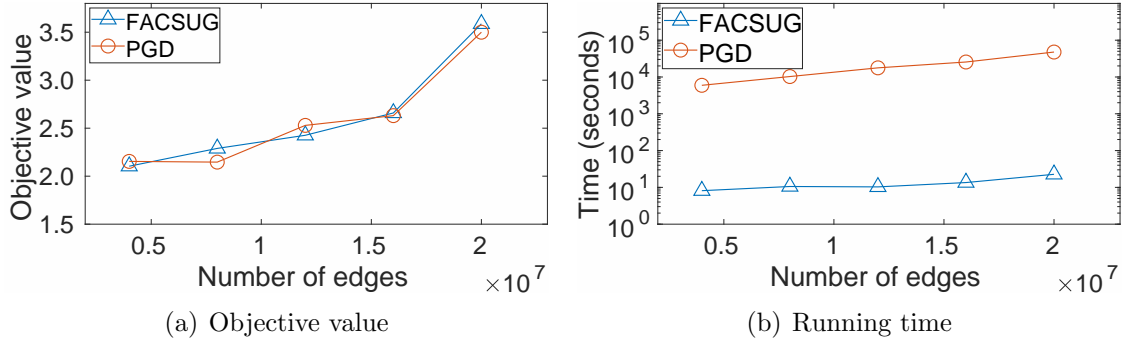 FACSUG
PGD
3.5
3.0
2.5
2.0
1.5
Objective value
0.5 1 1.5 2
Number of edges
×10^7
(a) Objective value
FACSUG
PGD
10^5
10^4
10^2
10^1
10^0
Time (seconds)
0.5 1 1.5 2
Number of edges
×10^7
(b) Running time